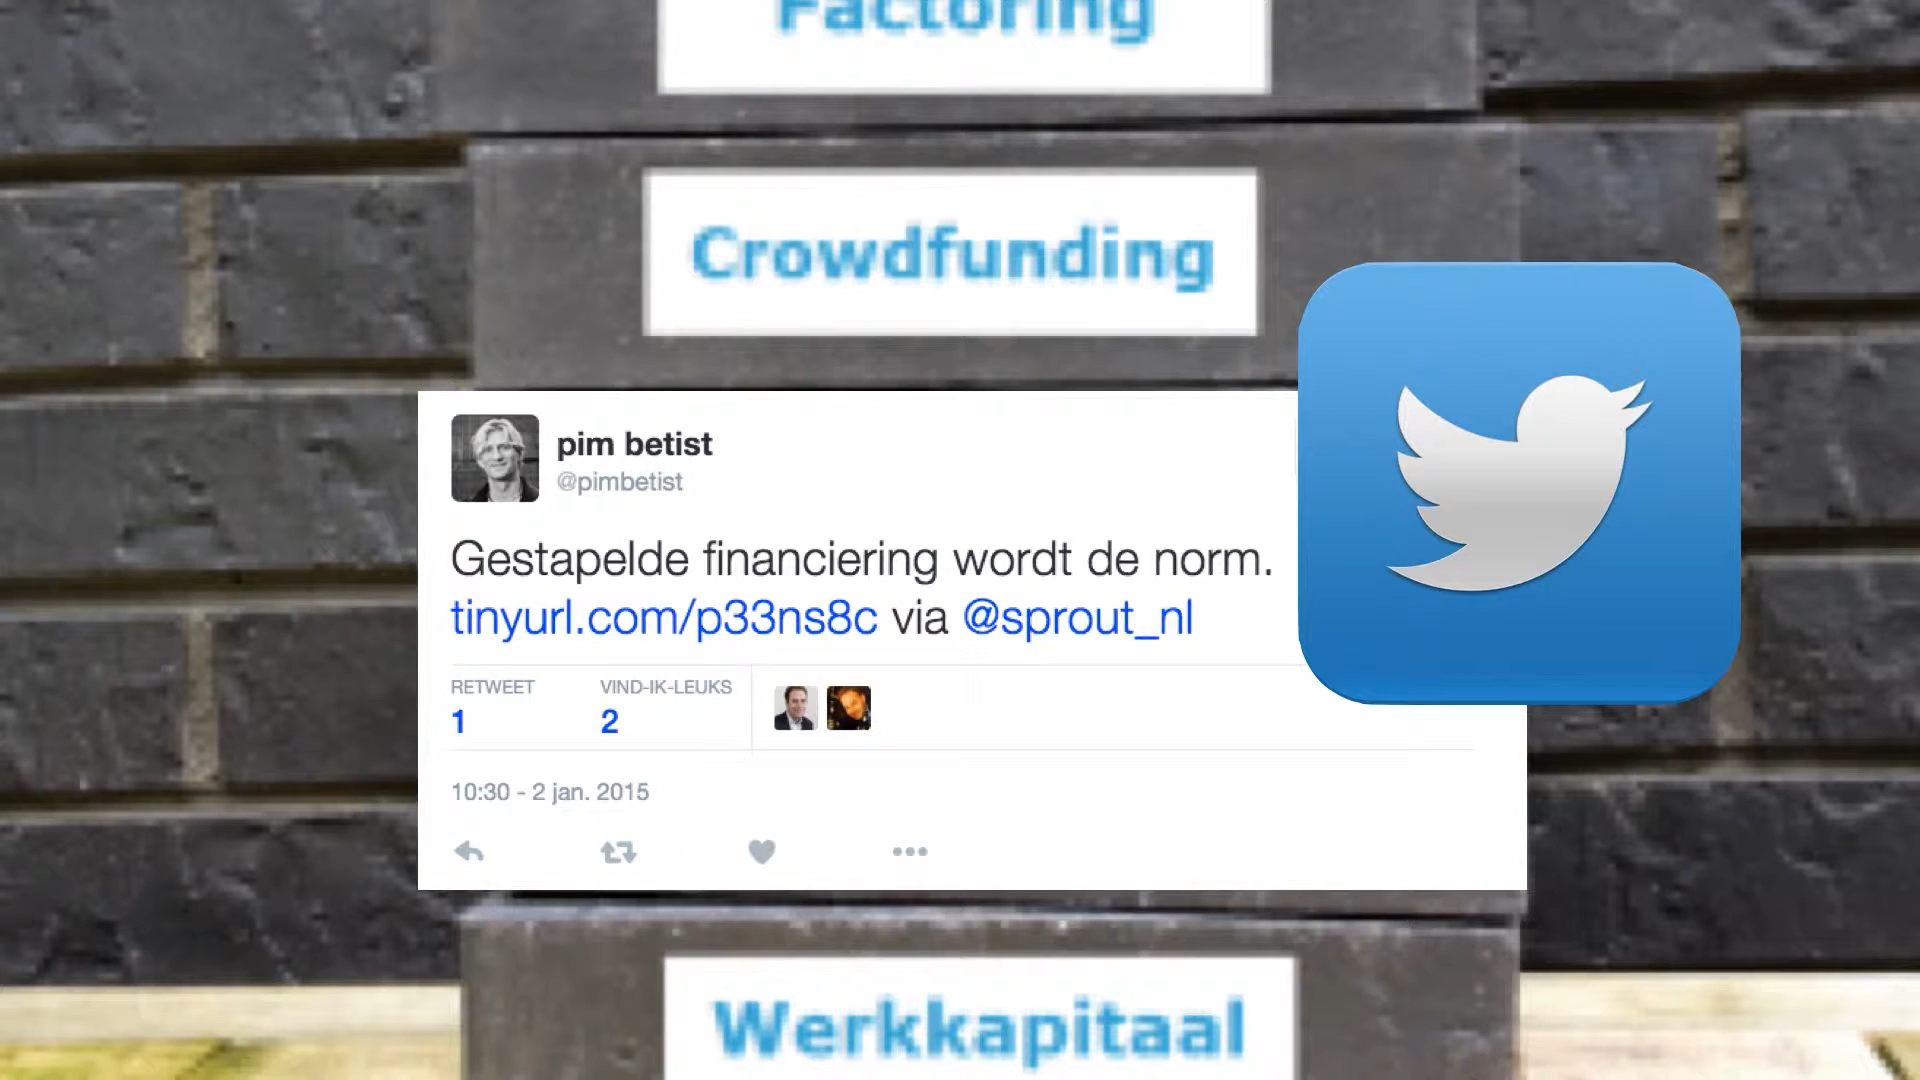 Factoring
Crowdfunding
pim betist
@pimbetist
Gestapelde financiering wordt de norm.
tinyurl.com/p33ns8c via @sprout_nl
RETWEET
VIND-IK-LEUKS
1
2
10:30 - 2 jan. 2015
Werkkapitaal